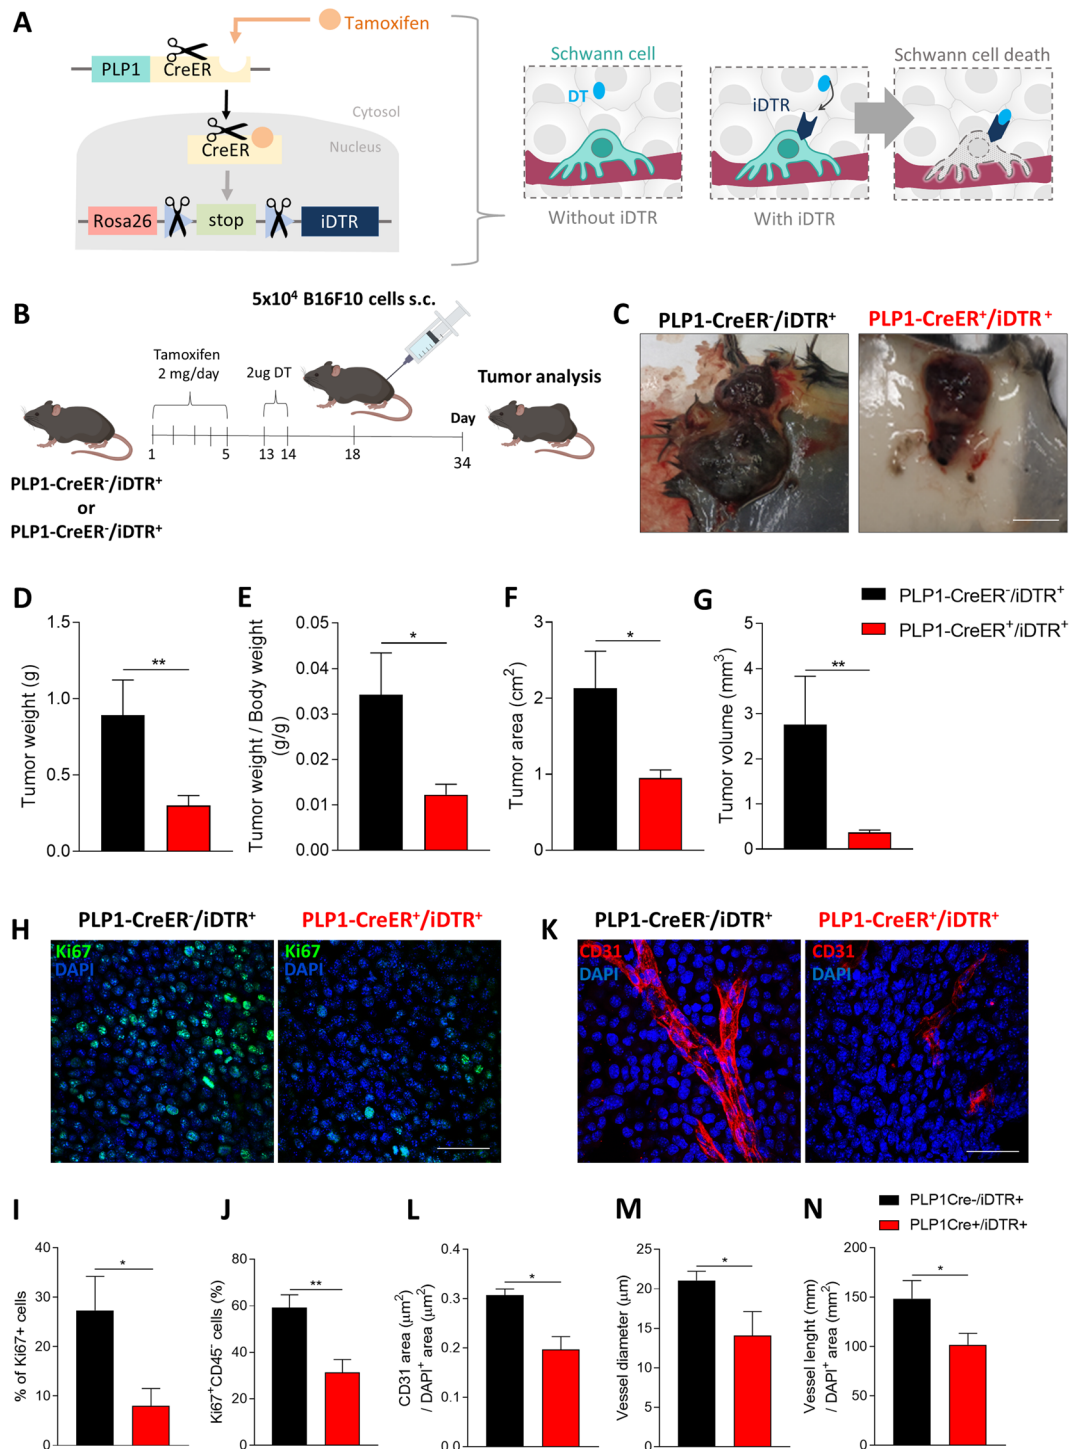 A
Tamoxifen
PLP1
CreER
Cytosol
Nucleus
CreER
Rosa26
stop
iDTR
Schwann cell
Schwann cell death
DT
iDTR
Without iDTR
With iDTR
B
5x10⁴ B16F10 cells s.c.
Tamoxifen
2 mg/day
2ug DT
Tumor analysis
Day
1
5
13
14
18
34
PLP1-CreER⁻/iDTR⁺
or
PLP1-CreER⁻/iDTR⁺
C
PLP1-CreER⁻/iDTR⁺
PLP1-CreER⁺/iDTR⁺
D
Tumor weight (g)
1.5
1.0
0.5
0.0
**
E
Tumor weight / Body weight
(g/g)
0.05
0.04
0.03
0.02
0.01
0.00
*
F
Tumor area (cm²)
3
2
1
0
*
G
Tumor volume (mm³)
5
4
3
2
1
0
**
PLP1-CreER⁻/iDTR⁺
PLP1-CreER⁺/iDTR⁺
H
PLP1-CreER⁻/iDTR⁺
PLP1-CreER⁺/iDTR⁺
Ki67
DAPI
Ki67
DAPI
K
PLP1-CreER⁻/iDTR⁺
PLP1-CreER⁺/iDTR⁺
CD31
DAPI
CD31
DAPI
I
% of Ki67+ cells
40
30
20
10
0
*
J
Ki67⁺CD45⁻ cells (%)
80
60
40
20
0
**
L
CD31 area (µm²)
/ DAPI⁺ area (µm²)
0.4
0.3
0.2
0.1
0.0
*
M
Vessel diameter (µm)
25
20
15
10
5
0
*
N
PLP1Cre-/iDTR+
PLP1Cre+/iDTR+
Vessel lenght (mm)
/ DAPI⁺ area (mm²)
200
150
100
50
0
*